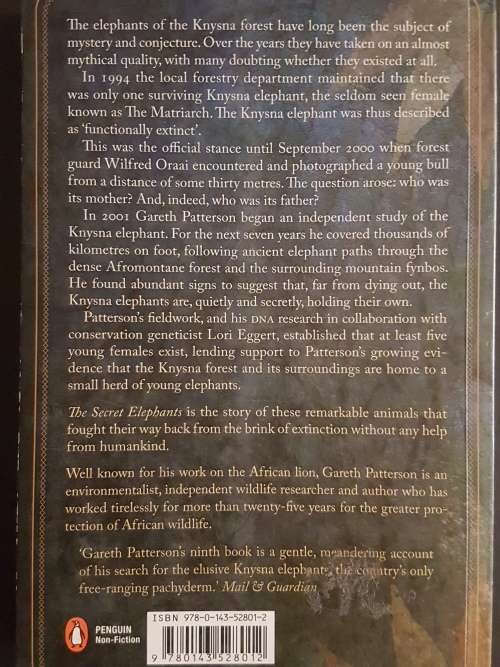 The elephants of the Knysna forest have long been the subject of
mystery and conjecture. Over the years they have taken on an almost
mythical quality, with many doubting whether they existed at all.
In 1994 the local forestry department maintained that there
was only one surviving Knysna elephant, the seldom seen female
known as The Matriarch. The Knysna elephant was thus described
as ‘functionally extinct’.
This was the official stance until September 2000 when forest
guard Wilfred Oraai encountered and photographed a young bull
from a distance of some thirty metres. The question arose: who was
its mother? And, indeed, who was its father?
In 2001 Gareth Patterson began an independent study of the
Knysna elephant. For the next seven years he covered thousands of
kilometres on foot, following ancient elephant paths through the
dense Afromontane forest and the surrounding mountain fynbos.
He found abundant signs to suggest that, far from dying out, the
Knysna elephants are, quietly and secretly, holding their own.
Patterson’s fieldwork, and his DNA research in collaboration with
conservation geneticist Lori Eggert, established that at least five
young females exist, lending support to Patterson’s growing evi-
dence that the Knysna forest and its surroundings are home to a
small herd of young elephants.
The Secret Elephants is the story of these remarkable animals that
fought their way back from the brink of extinction without any help
from humankind.
Well known for his work on the African lion, Gareth Patterson is an
environmentalist, independent wildlife researcher and author who has
worked tirelessly for more than twenty-five years for the greater pro-
tection of African wildlife.
‘Gareth Patterson’s ninth book is a gentle, meandering account
of his search for the elusive Knysna elephants, the country’s only
free-ranging pachyderm.’ Mail & Guardian
ISBN 978-0-143-52801-2
PENGUIN
Non-Fiction
9 780143 528012